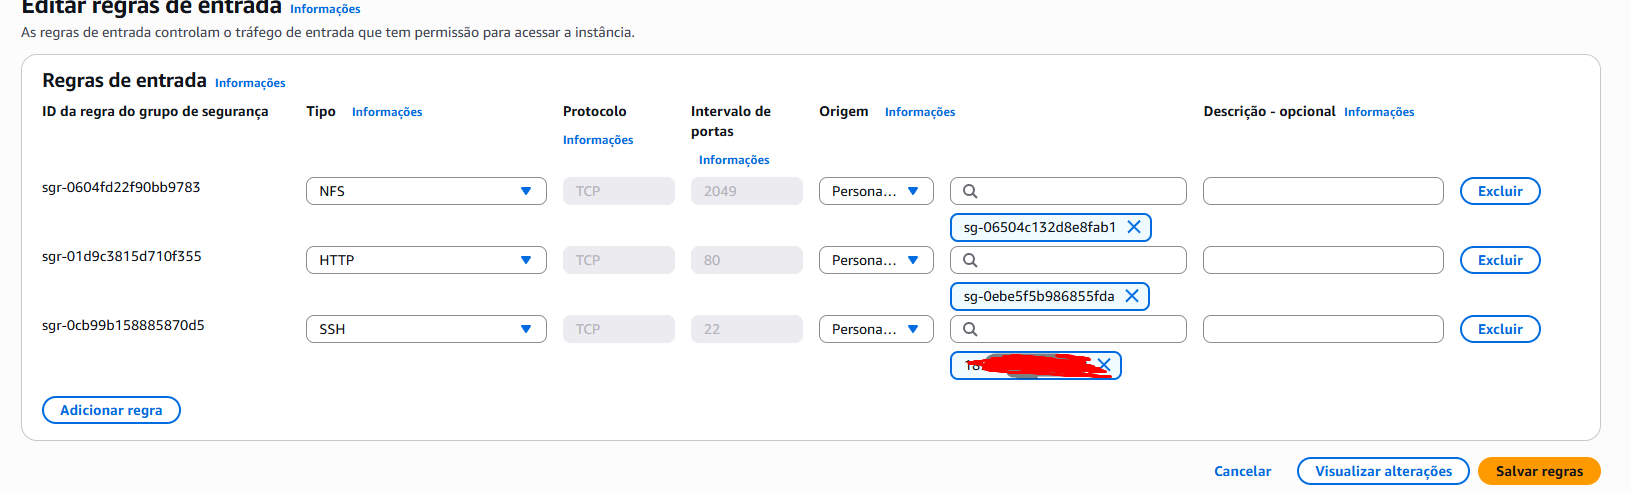 Editar regras de entrada Informações
As regras de entrada controlam o tráfego de entrada que tem permissão para acessar a instância.
Regras de entrada Informações
ID da regra do grupo de segurança Tipo Informações Protocolo Informações Intervalo de portas Informações Origem Informações Descrição - opcional Informações
sgr-0604fd22f90bb9783 NFS TCP 2049 Persona... Excluir
sg-06504c132d8e8fab1
sgr-01d9c3815d710f355 HTTP TCP 80 Persona... Excluir
sg-0ebe5f5b986855fda
sgr-0cb99b158885870d5 SSH TCP 22 Persona... Excluir
Adicionar regra
Cancelar Visualizar alterações Salvar regras